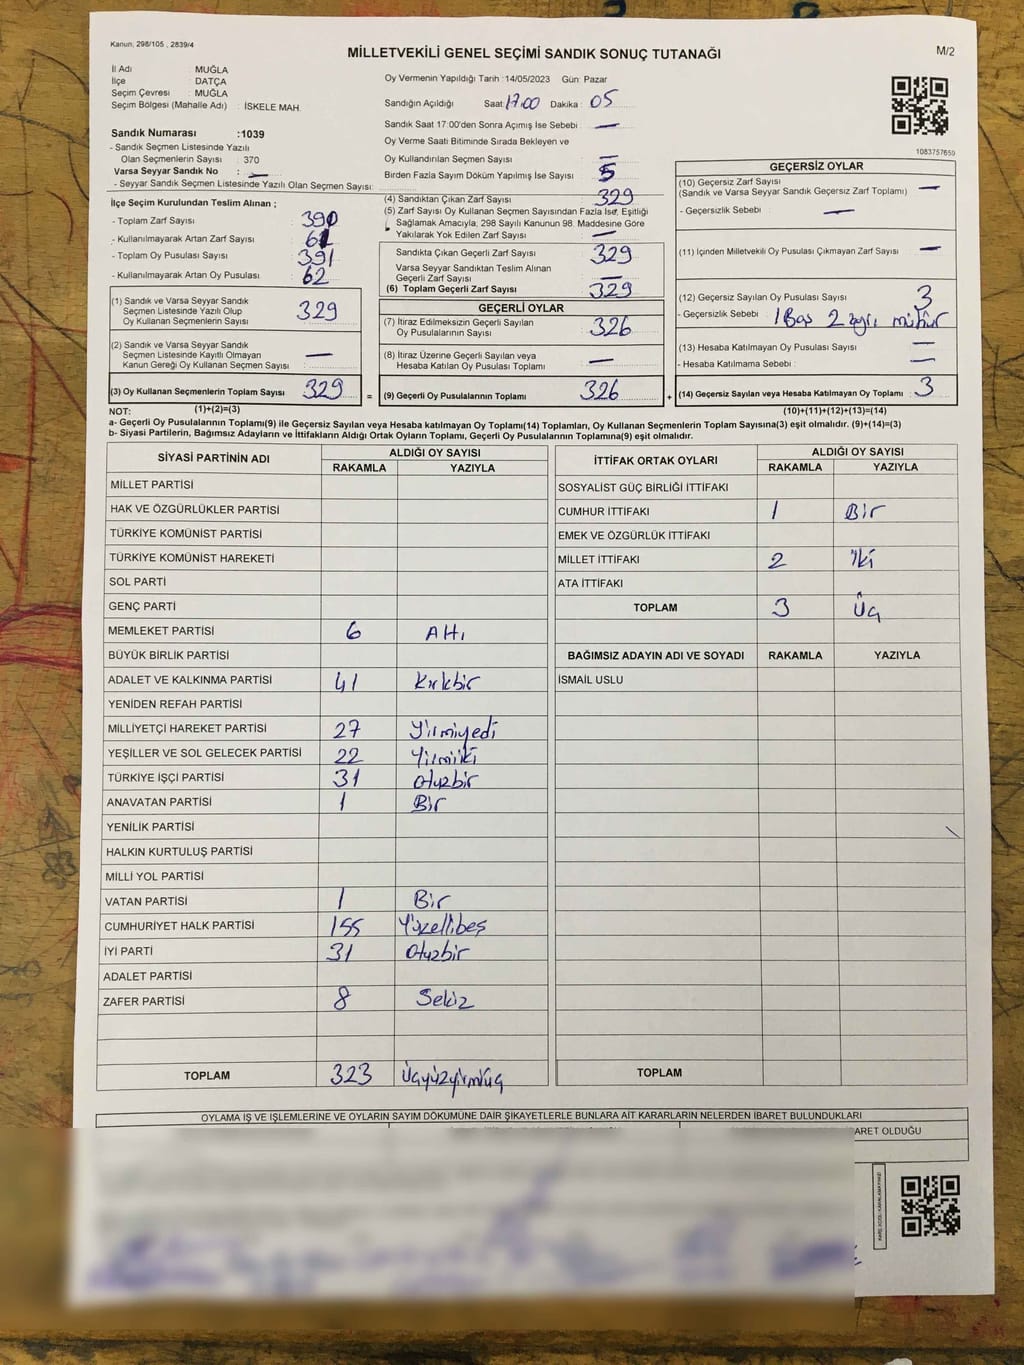 Kanun; 298/105 , 2839/4
MİLLETVEKİLİ GENEL SEÇİMİ SANDIK SONUÇ TUTANAĞI
M/2
İl Adı : MUĞLA
İlçe : DATÇA
Seçim Çevresi : MUĞLA
Seçim Bölgesi (Mahalle Adı) : İSKELE MAH.
Sandık Numarası :1039
- Sandık Seçmen Listesinde Yazılı
Olan Seçmenlerin Sayısı : 370
Varsa Seyyar Sandık No : —
- Seyyar Sandık Seçmen Listesinde Yazılı Olan Seçmen Sayısı:
Oy Vermenin Yapıldığı Tarih :14/05/2023 Gün: Pazar
Sandığın Açıldığı Saat: 17:00 Dakika : 05
Sandık Saat 17:00'den Sonra Açımış İse Sebebi : —
Oy Verme Saati Bitiminde Sırada Bekleyen ve
Oy Kullandırılan Seçmen Sayısı : —
Birden Fazla Sayım Döküm Yapılmış İse Sayısı : 5
1083757650
İlçe Seçim Kurulundan Teslim Alınan ;
- Toplam Zarf Sayısı : 390
- Kullanılmayarak Artan Zarf Sayısı : 61
- Toplam Oy Pusulası Sayısı : 391
- Kullanılmayarak Artan Oy Pusulası : 62
(1) Sandık ve Varsa Seyyar Sandık
Seçmen Listesinde Yazılı Olup
Oy Kullanan Seçmenlerin Sayısı : 329
(2) Sandık ve Varsa Seyyar Sandık
Seçmen Listesinde Kayıtlı Olmayan
Kanun Gereği Oy Kullanan Seçmen Sayısı : —
(3) Oy Kullanan Seçmenlerin Toplam Sayısı : 329
(1)+(2)=(3)
(4) Sandıktan Çıkan Zarf Sayısı : 329
(5) Zarf Sayısı Oy Kullanan Seçmen Sayısından Fazla İse, Eşitliği
Sağlamak Amacıyla, 298 Sayılı Kanunun 98. Maddesine Göre
Yakılarak Yok Edilen Zarf Sayısı : —
Sandıkta Çıkan Geçerli Zarf Sayısı : 329
Varsa Seyyar Sandıktan Teslim Alınan
Geçerli Zarf Sayısı : —
(6) Toplam Geçerli Zarf Sayısı : 329
GEÇERLİ OYLAR
(7) İtiraz Edilmeksizin Geçerli Sayılan
Oy Pusulalarının Sayısı : 326
(8) İtiraz Üzerine Geçerli Sayılan veya
Hesaba Katılan Oy Pusulası Toplamı : —
= (9) Geçerli Oy Pusulalarının Toplamı : 326
GEÇERSİZ OYLAR
(10) Geçersiz Zarf Sayısı
(Sandık ve Varsa Seyyar Sandık Geçersiz Zarf Toplamı) : —
- Geçersizlik Sebebi : —
(11) İçinden Milletvekili Oy Pusulası Çıkmayan Zarf Sayısı : —
(12) Geçersiz Sayılan Oy Pusulası Sayısı : 3
- Geçersizlik Sebebi : 1 Boş 2 ayrı mühür
(13) Hesaba Katılmayan Oy Pusulası Sayısı : —
- Hesaba Katılmama Sebebi : —
+ (14) Geçersiz Sayılan veya Hesaba Katılmayan Oy Toplamı : 3
(10)+(11)+(12)+(13)=(14)
NOT:
a- Geçerli Oy Pusulasının Toplamı(9) ile Geçersiz Sayılan veya Hesaba katılmayan Oy Toplamı(14) Toplamları, Oy Kullanan Seçmenlerin Toplam Sayısına(3) eşit olmalıdır. (9)+(14)=(3)
b- Siyasi Partilerin, Bağımsız Adayların ve İttifakların Aldığı Ortak Oyların Toplamı, Geçerli Oy Pusulalarının Toplamına(9) eşit olmalıdır.
SİYASİ PARTİNİN ADI ALDIĞI OY SAYISI
RAKAMLA YAZIYLA
MİLLET PARTİSİ
HAK VE ÖZGÜRLÜKLER PARTİSİ
TÜRKİYE KOMÜNİST PARTİSİ
TÜRKİYE KOMÜNİST HAREKETİ
SOL PARTİ
GENÇ PARTİ
MEMLEKET PARTİSİ 6 Altı
BÜYÜK BİRLİK PARTİSİ
ADALET VE KALKINMA PARTİSİ 41 Kırkbir
YENİDEN REFAH PARTİSİ
MİLLİYETÇİ HAREKET PARTİSİ 27 Yirmiyedi
YEŞİLLER VE SOL GELECEK PARTİSİ 22 Yirmiiki
TÜRKİYE İŞÇİ PARTİSİ 31 otuzbir
ANAVATAN PARTİSİ 1 Bir
YENİLİK PARTİSİ
HALKIN KURTULUŞ PARTİSİ
MİLLİ YOL PARTİSİ
VATAN PARTİSİ 1 Bir
CUMHURİYET HALK PARTİSİ 155 Yüzellibeş
İYİ PARTİ 31 Otuzbir
ADALET PARTİSİ
ZAFER PARTİSİ 8 Sekiz
TOPLAM 323 Üçyüzyirmiüç
İTTİFAK ORTAK OYLARI ALDIĞI OY SAYISI
RAKAMLA YAZIYLA
SOSYALİST GÜÇ BİRLİĞİ İTTİFAKI
CUMHUR İTTİFAKI 1 Bir
EMEK VE ÖZGÜRLÜK İTTİFAKI
MİLLET İTTİFAKI 2 İki
ATA İTTİFAKI
TOPLAM 3 Üç
BAĞIMSIZ ADAYIN ADI VE SOYADI RAKAMLA YAZIYLA
İSMAİL USLU
TOPLAM
OYLAMA İŞ VE İŞLEMLERİNE VE OYLARIN SAYIM DÖKÜMÜNE DAİR ŞİKAYETLERLE BUNLARA AİT KARARLARIN NELERDEN İBARET BULUNDUKLARI
ARET OLDUĞU